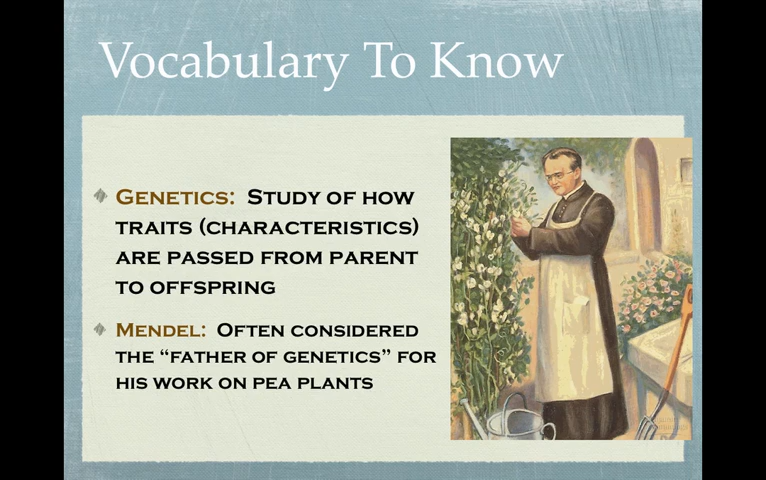 Vocabulary To Know
Genetics: Study of how
traits (characteristics)
are passed from parent
to offspring
Mendel: Often considered
the “father of genetics” for
his work on pea plants